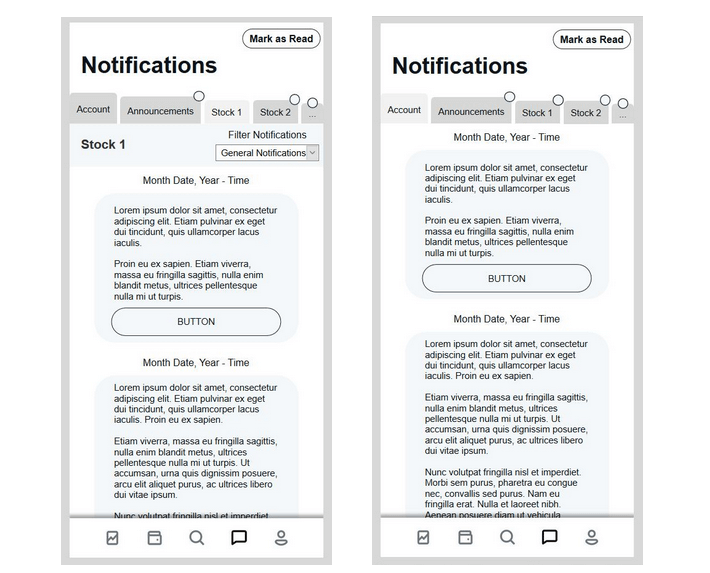 Mark as Read
Notifications
Account
Announcements
Stock 1
Stock 2
...
Stock 1
Filter Notifications
General Notifications
Month Date, Year - Time
Lorem ipsum dolor sit amet, consectetur
adipiscing elit. Etiam pulvinar ex eget
dui tincidunt, quis ullamcorper lacus
iaculis.
Proin eu ex sapien. Etiam viverra,
massa eu fringilla sagittis, nulla enim
blandit metus, ultrices pellentesque
nulla mi ut turpis.
BUTTON
Month Date, Year - Time
Lorem ipsum dolor sit amet, consectetur
adipiscing elit. Etiam pulvinar ex eget
dui tincidunt, quis ullamcorper lacus
iaculis. Proin eu ex sapien.
Etiam viverra, massa eu fringilla sagittis,
nulla enim blandit metus, ultrices
pellentesque nulla mi ut turpis. Ut
accumsan, urna quis dignissim posuere,
arcu elit aliquet purus, ac ultrices libero
dui vitae ipsum.
Nunc volutpat fringilla nisl et imperdiet.
Mark as Read
Notifications
Account
Announcements
Stock 1
Stock 2
...
Month Date, Year - Time
Lorem ipsum dolor sit amet, consectetur
adipiscing elit. Etiam pulvinar ex eget
dui tincidunt, quis ullamcorper lacus
iaculis.
Proin eu ex sapien. Etiam viverra,
massa eu fringilla sagittis, nulla enim
blandit metus, ultrices pellentesque
nulla mi ut turpis.
BUTTON
Month Date, Year - Time
Lorem ipsum dolor sit amet, consectetur
adipiscing elit. Etiam pulvinar ex eget
dui tincidunt, quis ullamcorper lacus
iaculis. Proin eu ex sapien.
Etiam viverra, massa eu fringilla sagittis,
nulla enim blandit metus, ultrices
pellentesque nulla mi ut turpis. Ut
accumsan, urna quis dignissim posuere,
arcu elit aliquet purus, ac ultrices libero
dui vitae ipsum.
Nunc volutpat fringilla nisl et imperdiet.
Morbi sem purus, pharetra eu congue
nec, convallis sed purus. Nam eu
fringilla erat. Nulla et laoreet nibh.
Aenean posuere diam ut vehicula